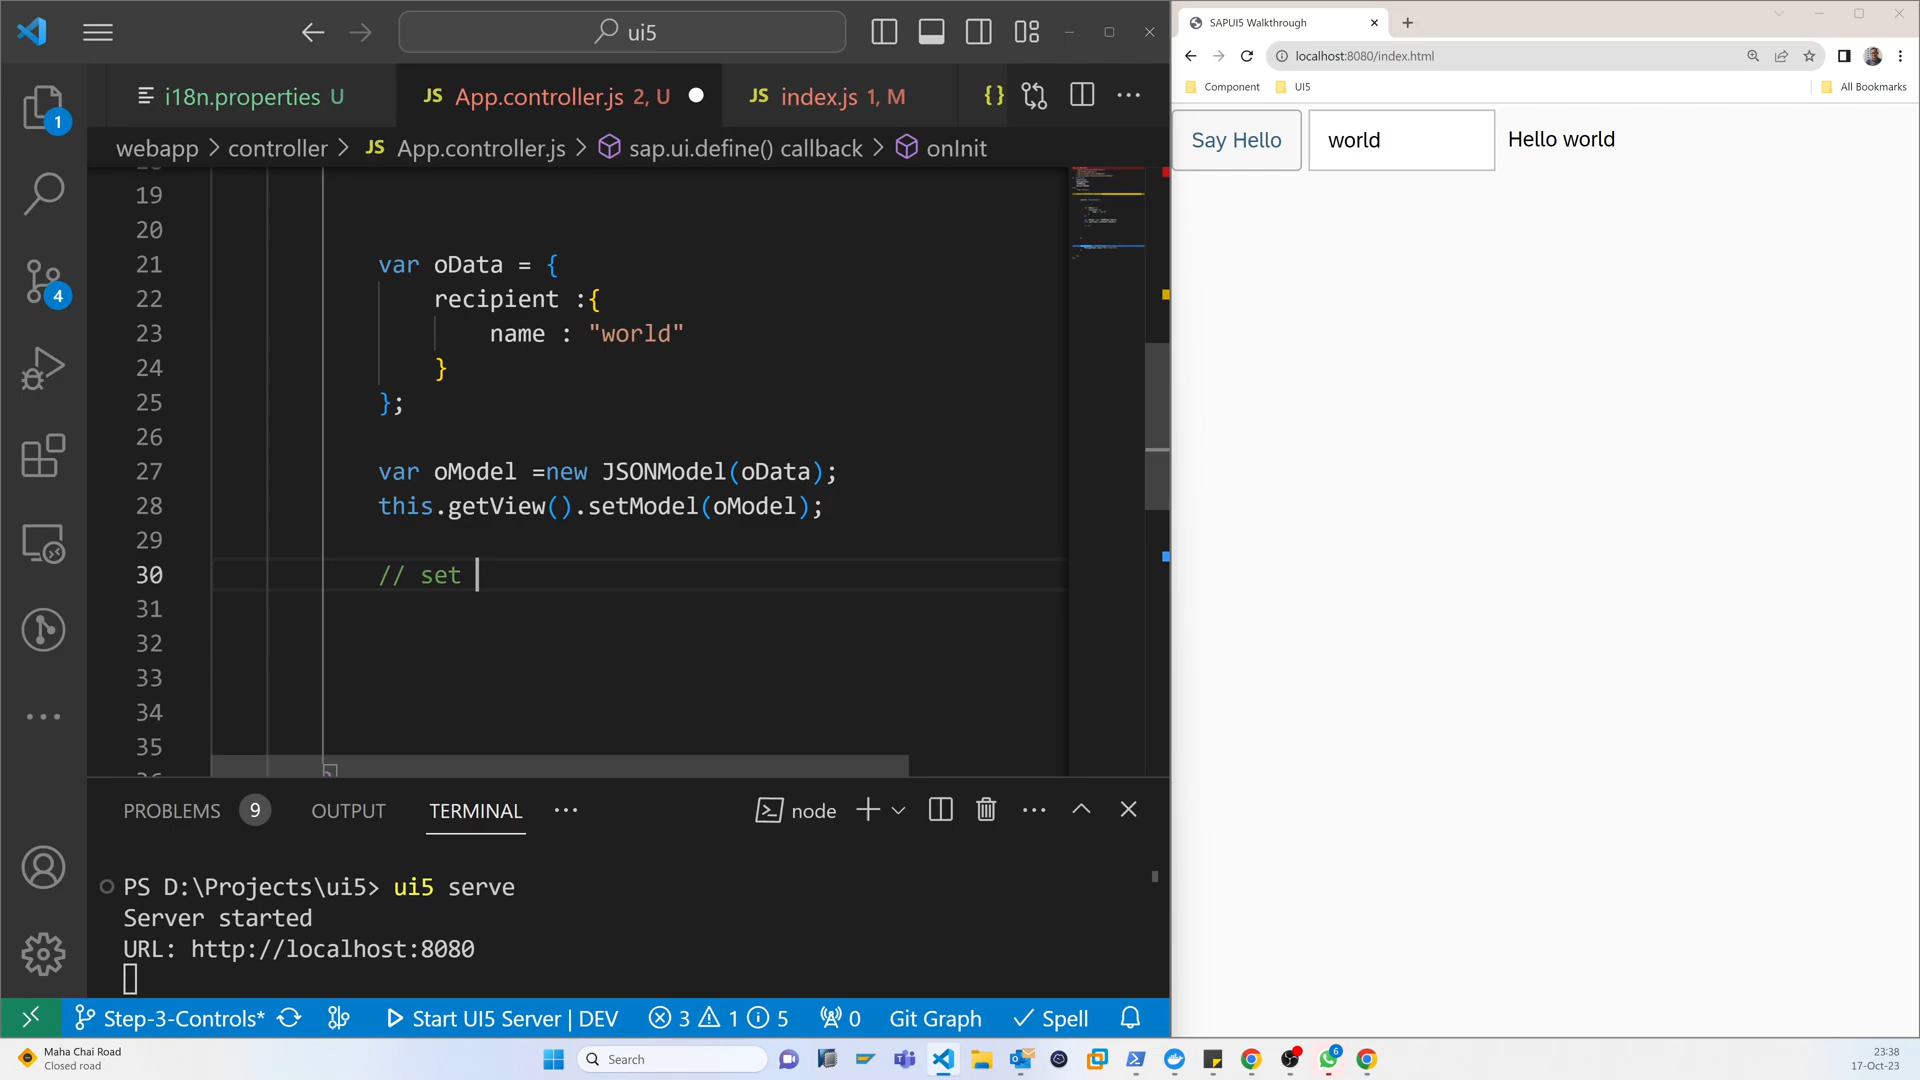 ui5
i18n.properties U
JS App.controller.js 2, U
JS index.js 1, M
{}
webapp > controller > JS App.controller.js > sap.ui.define() callback > onInit
19
20
21 var oData = {
22 recipient :{
23 name : "world"
24 }
25 };
26
27 var oModel =new JSONModel(oData);
28 this.getView().setModel(oModel);
29
30 // set
31
32
33
34
35
1
4
PROBLEMS 9 OUTPUT TERMINAL
node
PS D:\Projects\ui5> ui5 serve
Server started
URL: http://localhost:8080
Step-3-Controls* Start UI5 Server | DEV 3 1 5 0 Git Graph Spell
SAPUI5 Walkthrough
localhost:8080/index.html
Component UI5 All Bookmarks
Say Hello world Hello world
Maha Chai Road
Closed road
Search
6
23:38
17-Oct-23